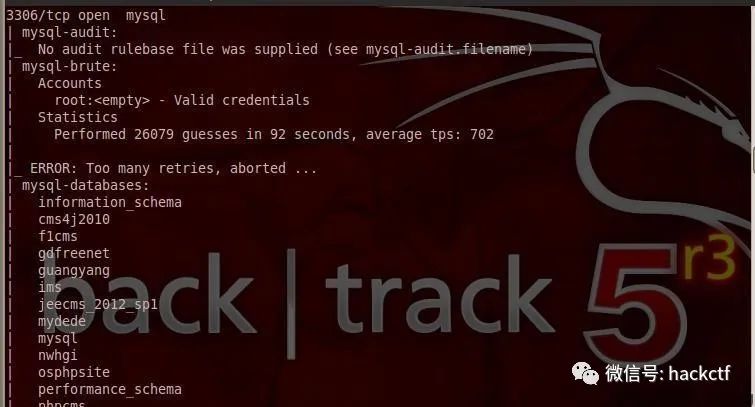 3306/tcp open  mysql
| mysql-audit:
|_  No audit rulebase file was supplied (see mysql-audit.filename)
| mysql-brute:
|   Accounts
|     root:<empty> - Valid credentials
|   Statistics
|     Performed 26079 guesses in 92 seconds, average tps: 702
|
|_ ERROR: Too many retries, aborted ...
| mysql-databases:
|   information_schema
|   cms4j2010
|   f1cms
|   gdfreenet
|   guangyang
|   ims
|   jeecms_2012_sp1
|   mydede
|   mysql
|   nwhgi
|   osphpsite
|   performance_schema
|   phpcms
back | track 5 r3
微信号: hackctf